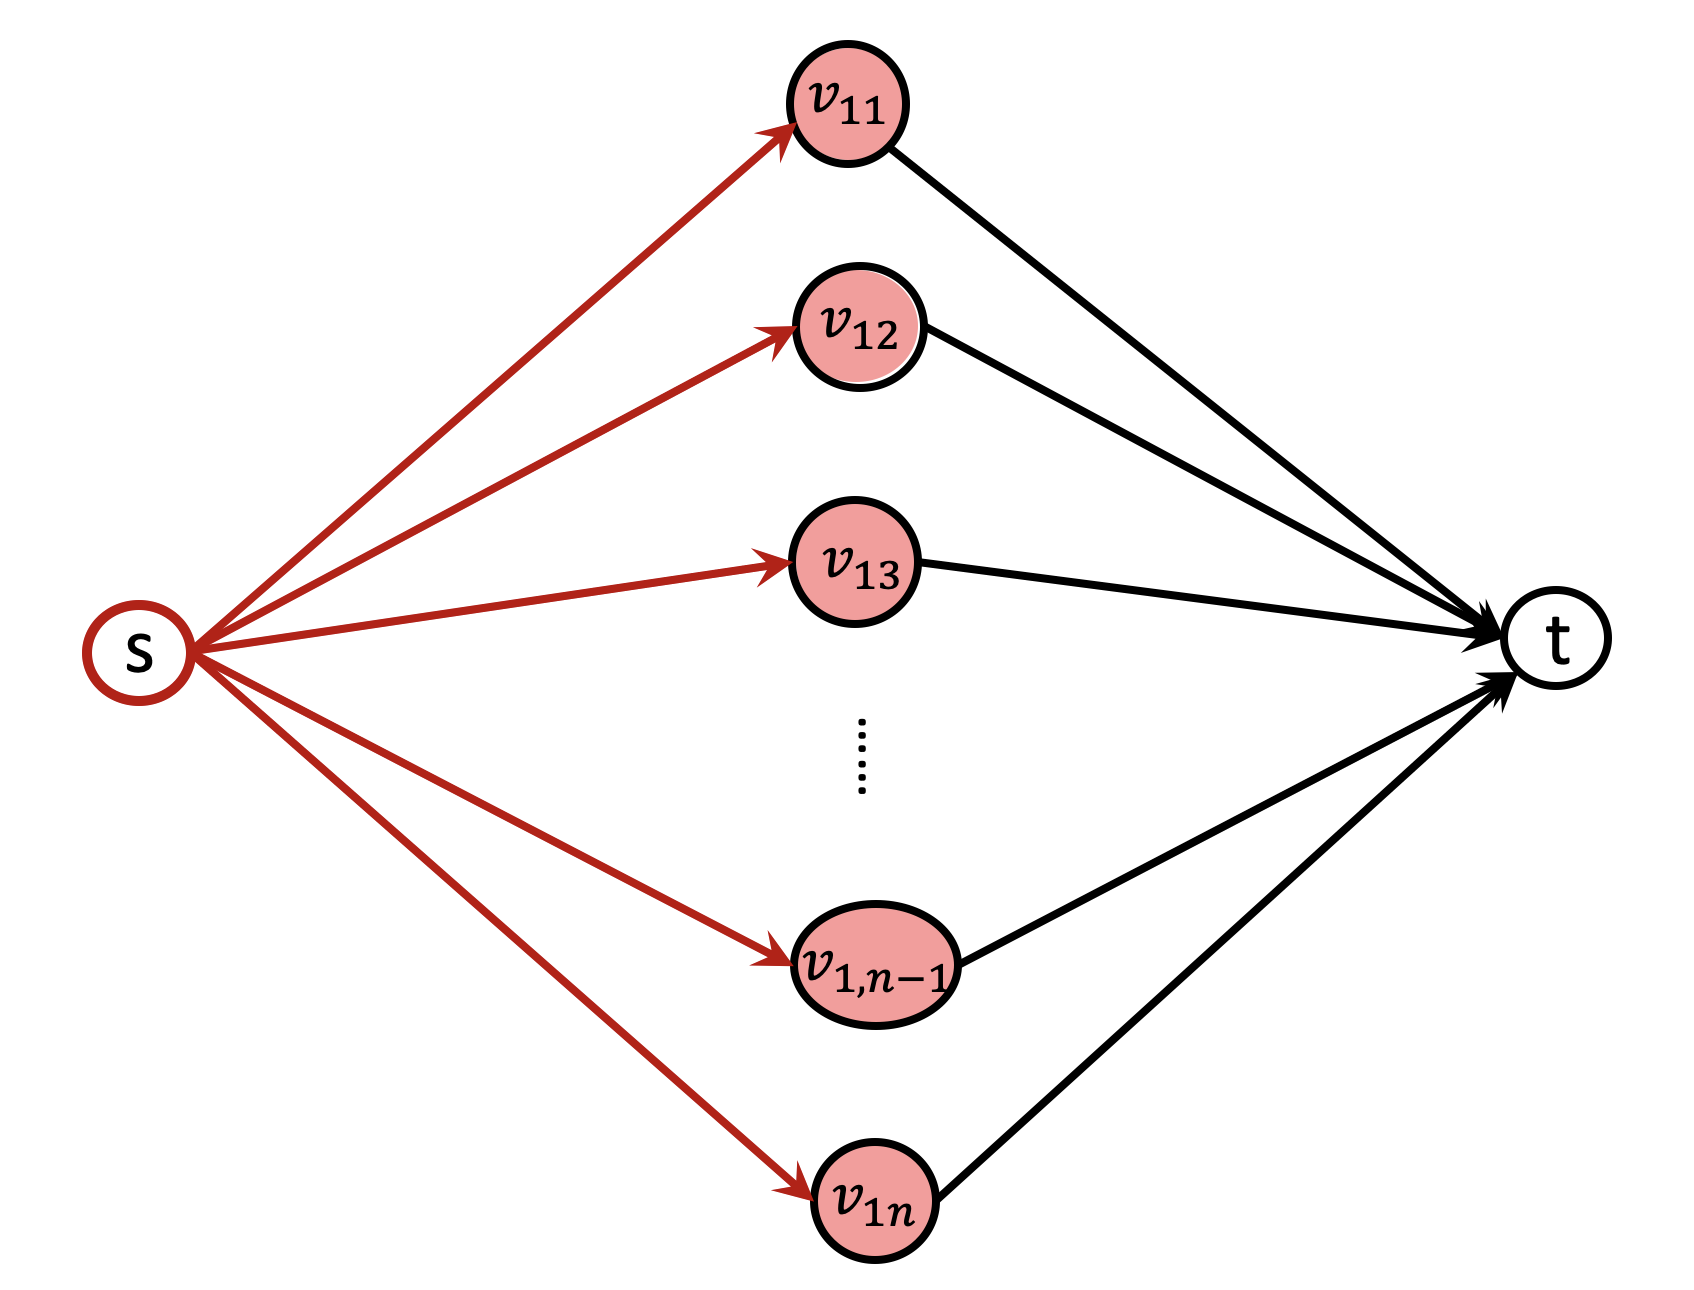 v₁₁
v₁₂
v₁₃
s
t
......
v₁,ₙ₋₁
v₁ₙ